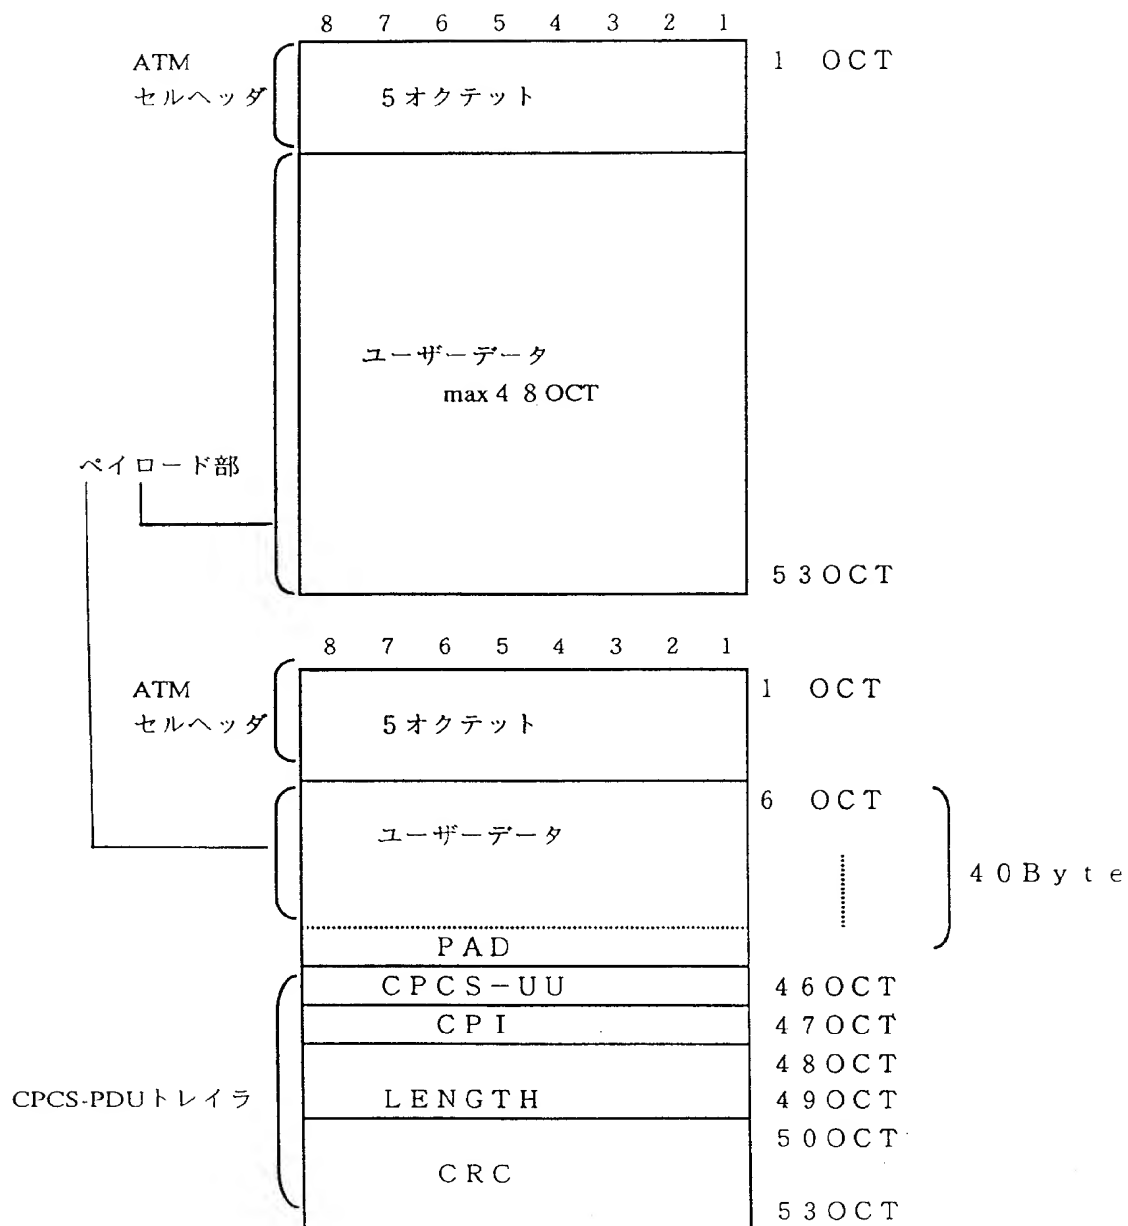 8 7 6 5 4 3 2 1
ATM
セルヘッダ
5オクテット
1 OCT
ユーザーデータ
max 4 8 OCT
ペイロード部
5 3 OCT
8 7 6 5 4 3 2 1
ATM
セルヘッダ
5オクテット
1 OCT
6 OCT
ユーザーデータ
4 0 B y t e
PAD
CPCS-UU
4 6 OCT
CPI
4 7 OCT
4 8 OCT
CPCS-PDUトレイラ
LENGTH
4 9 OCT
5 0 OCT
CRC
5 3 OCT